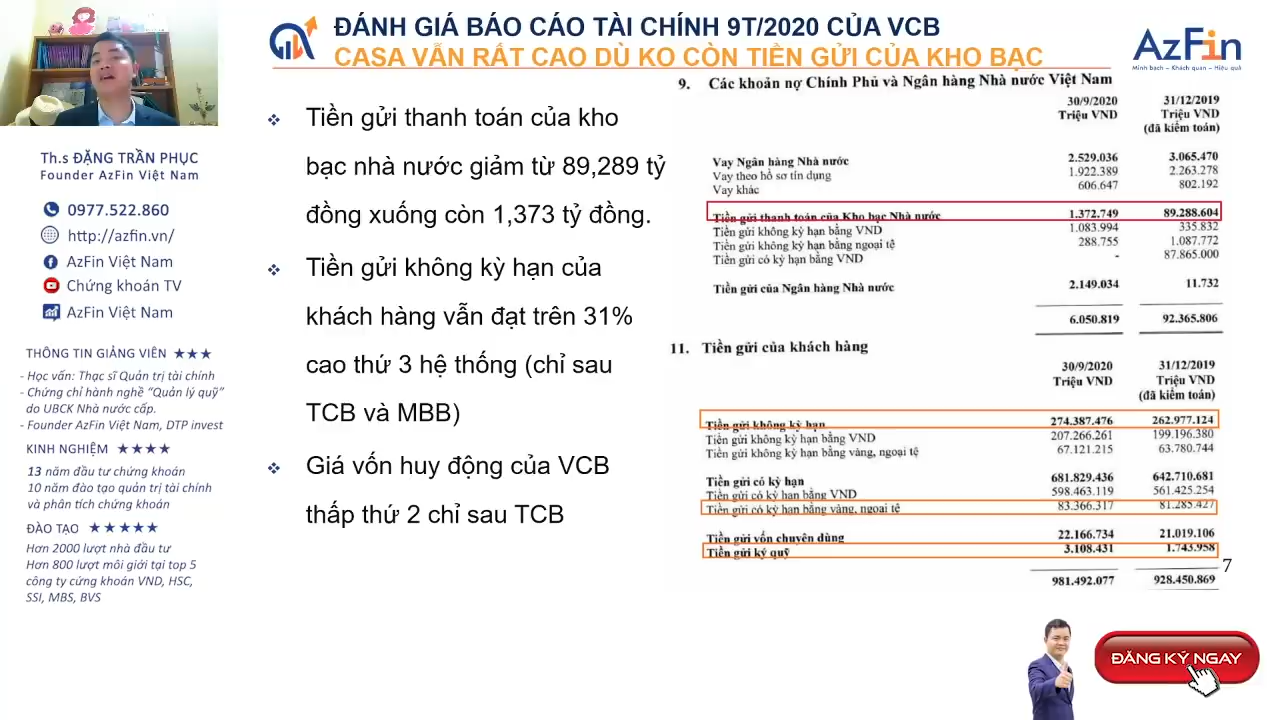 ĐÁNH GIÁ BÁO CÁO TÀI CHÍNH 9T/2020 CỦA VCB
CASA VẪN RẤT CAO DÙ KO CÒN TIỀN GỬI CỦA KHO BẠC
AzFin
Minh bạch – Khách quan – Hiệu quả
Th.s ĐẶNG TRẦN PHỤC
Founder AzFin Việt Nam
0977.522.860
http://azfin.vn/
AzFin Việt Nam
Chứng khoán TV
AzFin Việt Nam
THÔNG TIN GIẢNG VIÊN ★★★
- Học vấn: Thạc sĩ Quản trị tài chính
- Chứng chỉ hành nghề “Quản lý quỹ”
do UBCK Nhà nước cấp.
- Founder AzFin Việt Nam, DTP invest
KINH NGHIỆM ★★★★
13 năm đầu tư chứng khoán
10 năm đào tạo quản trị tài chính
và phân tích chứng khoán
ĐÀO TẠO ★★★★★
Hơn 2000 lượt nhà đầu tư
Hơn 800 lượt môi giới tại top 5
công ty cứng khoán VND, HSC,
SSI, MBS, BVS
❖ Tiền gửi thanh toán của kho
bạc nhà nước giảm từ 89,289 tỷ
đồng xuống còn 1,373 tỷ đồng.
❖ Tiền gửi không kỳ hạn của
khách hàng vẫn đạt trên 31%
cao thứ 3 hệ thống (chỉ sau
TCB và MBB)
❖ Giá vốn huy động của VCB
thấp thứ 2 chỉ sau TCB
9. Các khoản nợ Chính Phủ và Ngân hàng Nhà nước Việt Nam
30/9/2020 31/12/2019
Triệu VND Triệu VND
(đã kiểm toán)
Vay Ngân hàng Nhà nước 2.529.036 3.065.470
Vay theo hồ sơ tín dụng 1.922.389 2.263.278
Vay khác 606.647 802.192
Tiền gửi thanh toán của Kho bạc Nhà nước 1.372.749 89.288.604
Tiền gửi không kỳ hạn bằng VND 1.083.994 335.832
Tiền gửi không kỳ hạn bằng ngoại tệ 288.755 1.087.772
Tiền gửi có kỳ hạn bằng VND - 87.865.000
Tiền gửi của Ngân hàng Nhà nước 2.149.034 11.732
6.050.819 92.365.806
11. Tiền gửi của khách hàng
30/9/2020 31/12/2019
Triệu VND Triệu VND
(đã kiểm toán)
Tiền gửi không kỳ hạn 274.387.476 262.977.124
Tiền gửi không kỳ hạn bằng VND 207.266.261 199.196.380
Tiền gửi không kỳ hạn bằng vàng, ngoại tệ 67.121.215 63.780.744
Tiền gửi có kỳ hạn 681.829.436 642.710.681
Tiền gửi có kỳ hạn bằng VND 598.463.119 561.425.254
Tiền gửi có kỳ hạn bằng vàng, ngoại tệ 83.366.317 81.285.427
Tiền gửi vốn chuyên dùng 22.166.734 21.019.106
Tiền gửi ký quỹ 3.108.431 1.743.958
981.492.077 928.450.869
7
ĐĂNG KÝ NGAY